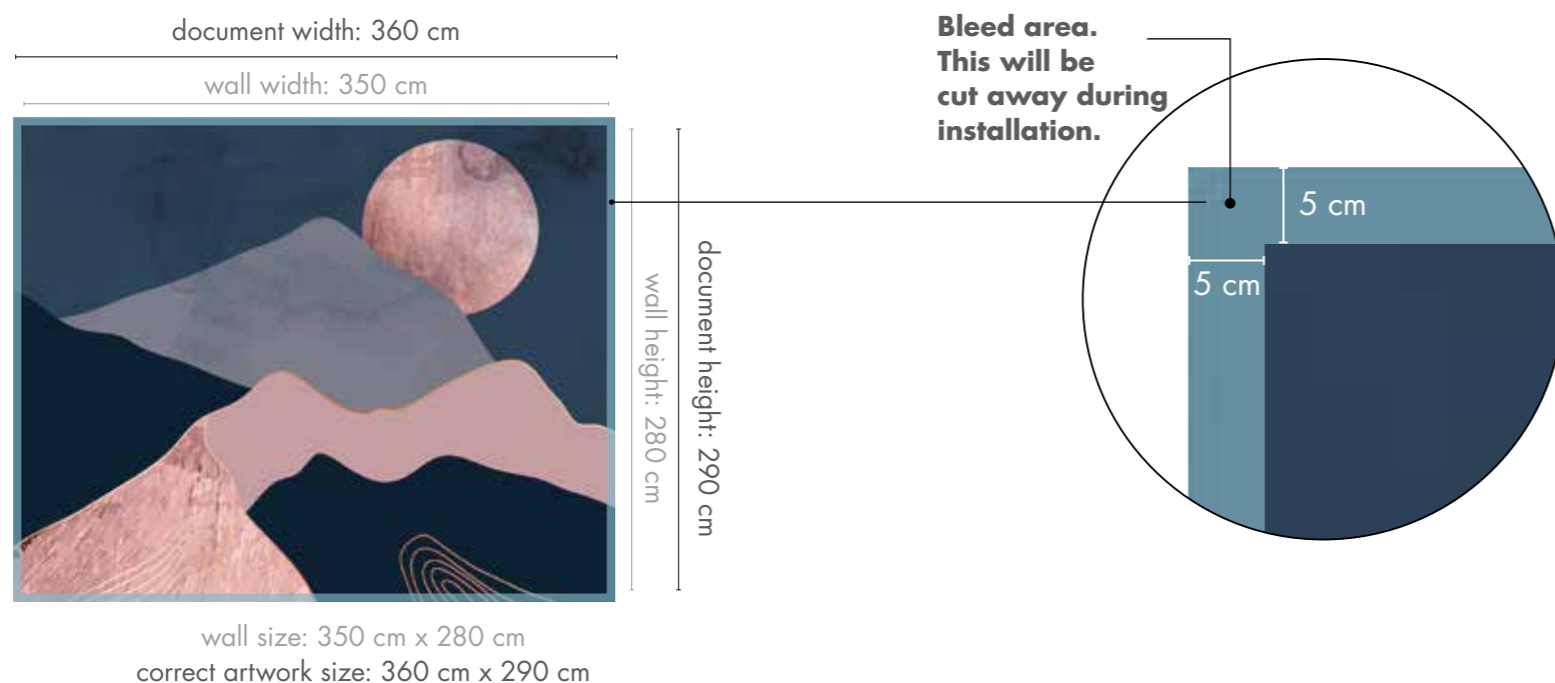 document width: 360 cm
wall width: 350 cm
wall height: 280 cm
document height: 290 cm
wall size: 350 cm x 280 cm
correct artwork size: 360 cm x 290 cm
Bleed area.
This will be
cut away during
installation.
5 cm
5 cm